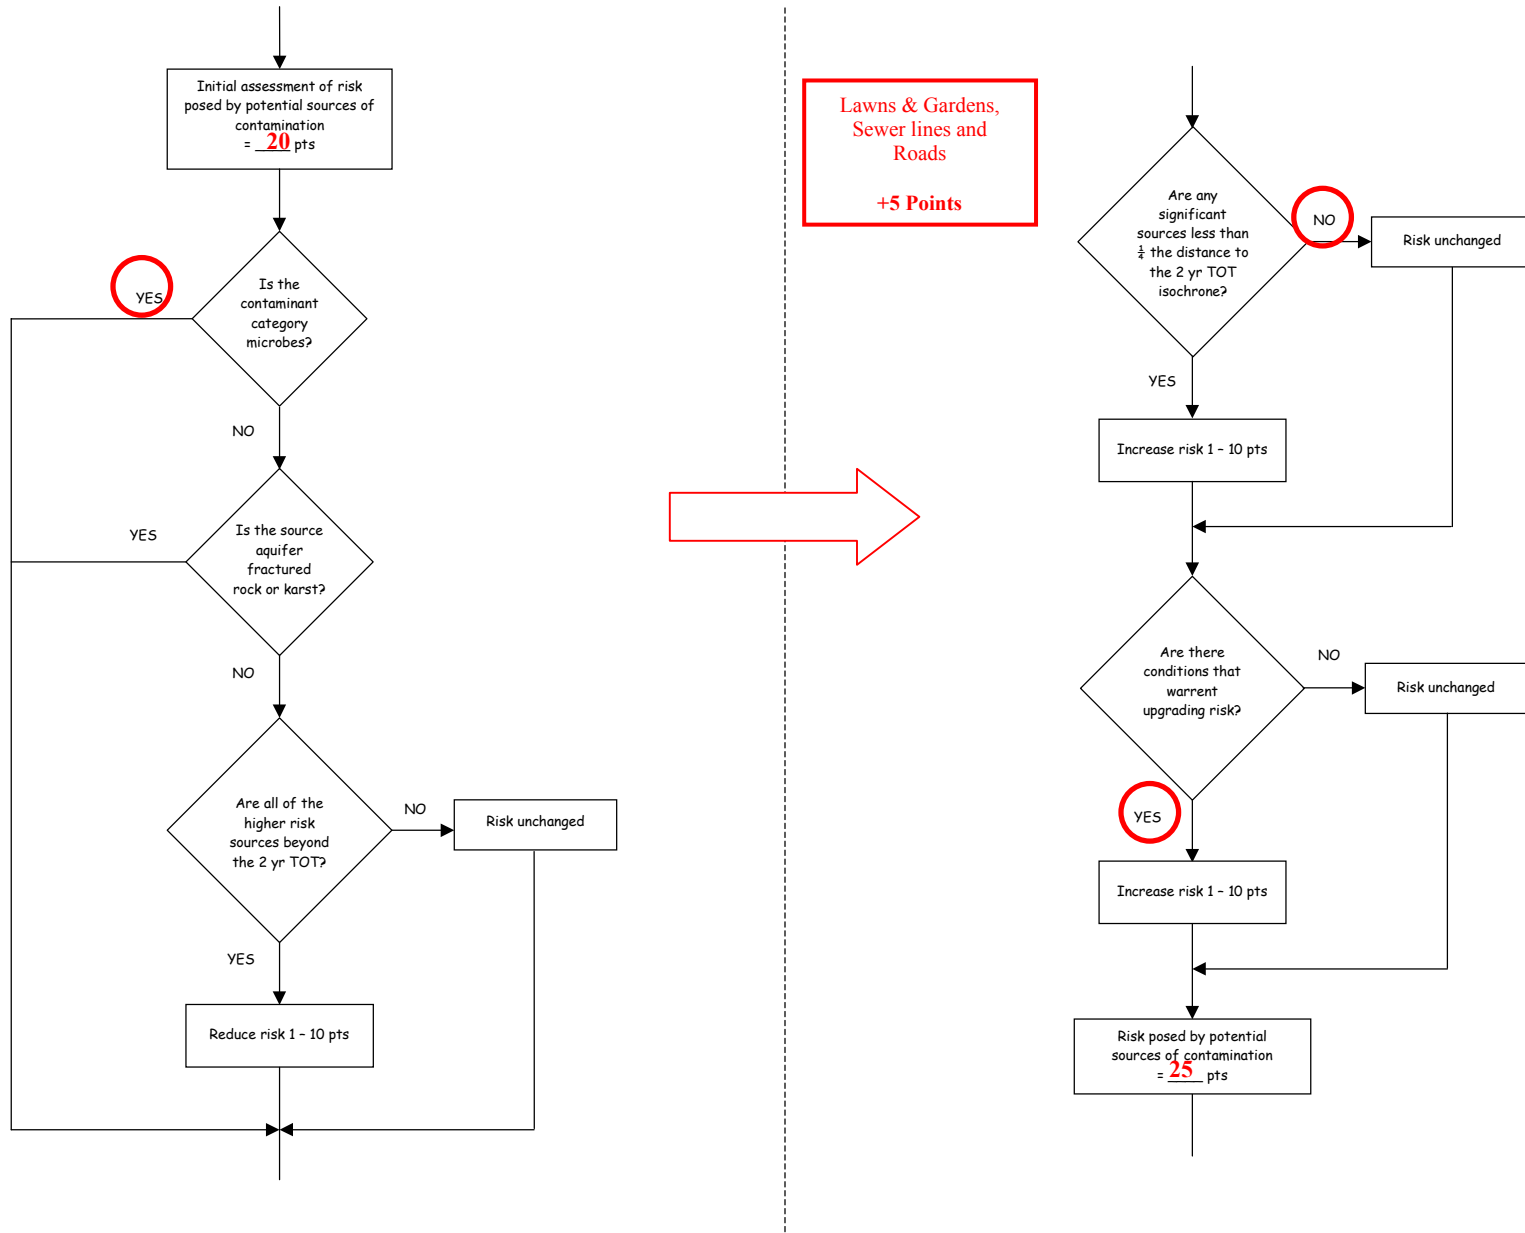 Initial assessment of risk
posed by potential sources of
contamination
= 20 pts
YES
Is the
contaminant
category
microbes?
NO
YES
Is the source
aquifer
fractured
rock or karst?
NO
Are all of the
higher risk
sources beyond
the 2 yr TOT?
NO
Risk unchanged
YES
Reduce risk 1 – 10 pts
Lawns & Gardens,
Sewer lines and
Roads
+5 Points
Are any
significant
sources less than
¼ the distance to
the 2 yr TOT
isochrone?
NO
Risk unchanged
YES
Increase risk 1 – 10 pts
Are there
conditions that
warrent
upgrading risk?
NO
Risk unchanged
YES
Increase risk 1 – 10 pts
Risk posed by potential
sources of contamination
= 25 pts